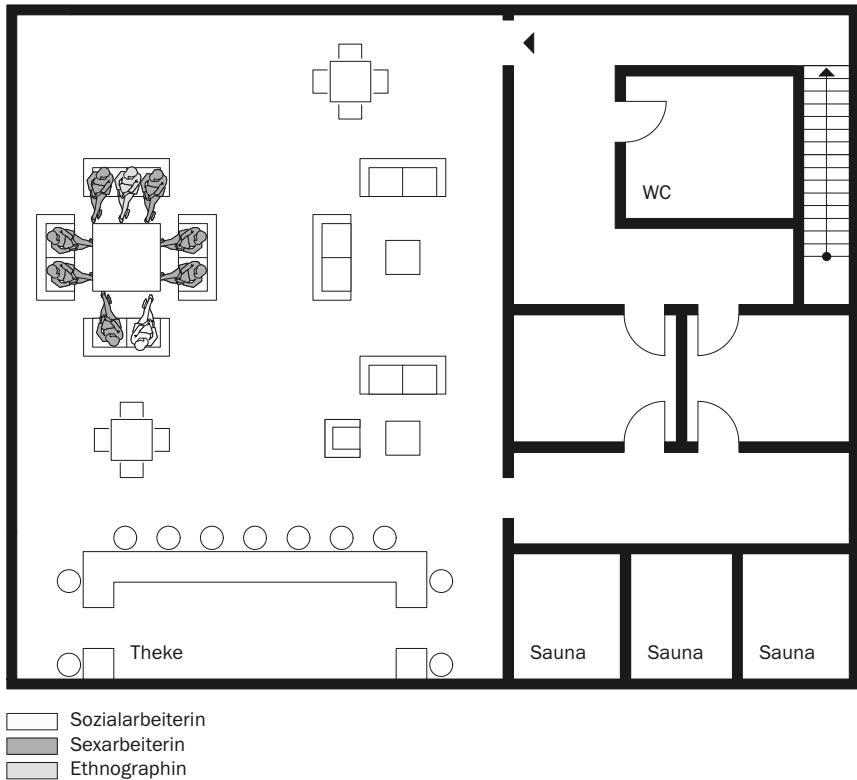 WC
Theke
Sauna
Sauna
Sauna
Sozialarbeiterin
Sexarbeiterin
Ethnographin